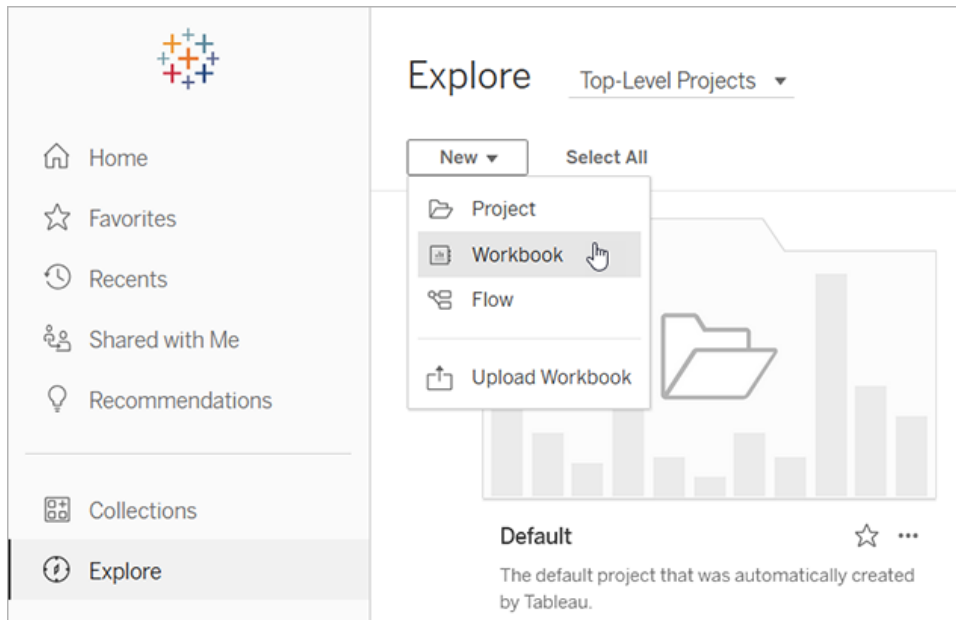 Home
Favorites
Recents
Shared with Me
Recommendations
Collections
Explore
Explore Top-Level Projects
New Select All
Project
Workbook
Flow
Upload Workbook
Default
The default project that was automatically created
by Tableau.